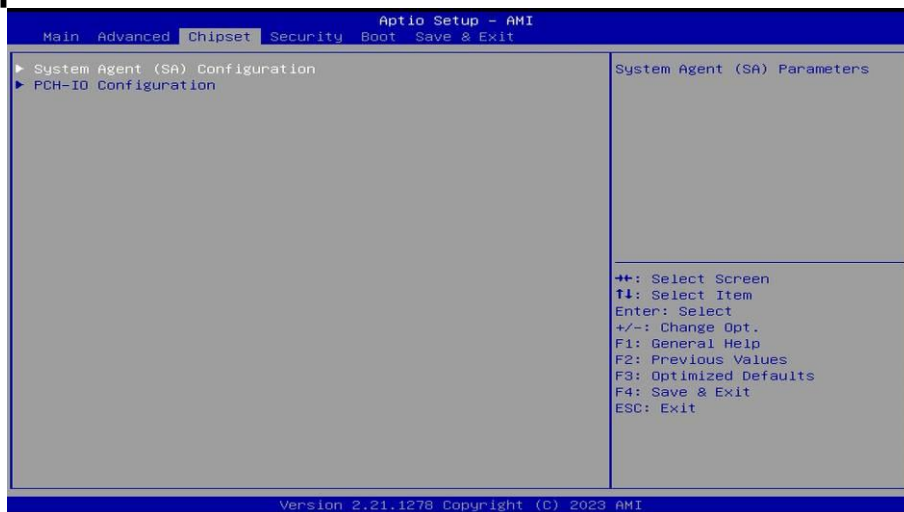 Aptio Setup – AMI
Main Advanced Chipset Security Boot Save & Exit
▶ System Agent (SA) Configuration
▶ PCH-IO Configuration
System Agent (SA) Parameters
→←: Select Screen
↑↓: Select Item
Enter: Select
+/-: Change Opt.
F1: General Help
F2: Previous Values
F3: Optimized Defaults
F4: Save & Exit
ESC: Exit
Version 2.21.1278 Copyright (C) 2023 AMI